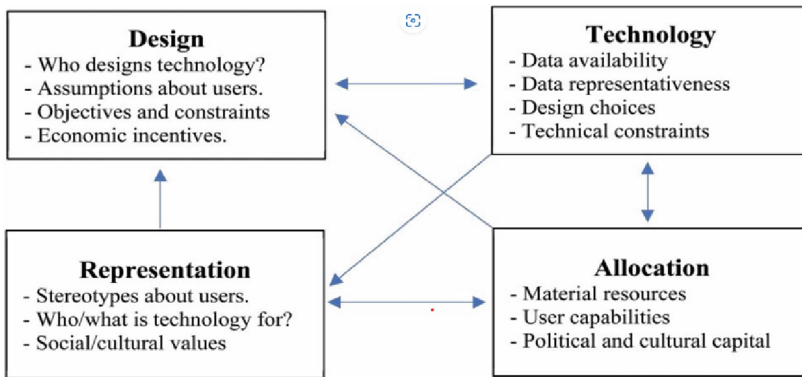 Design
- Who designs technology?
- Assumptions about users.
- Objectives and constraints
- Economic incentives.
Technology
- Data availability
- Data representativeness
- Design choices
- Technical constraints
Representation
- Stereotypes about users.
- Who/what is technology for?
- Social/cultural values
Allocation
- Material resources
- User capabilities
- Political and cultural capital